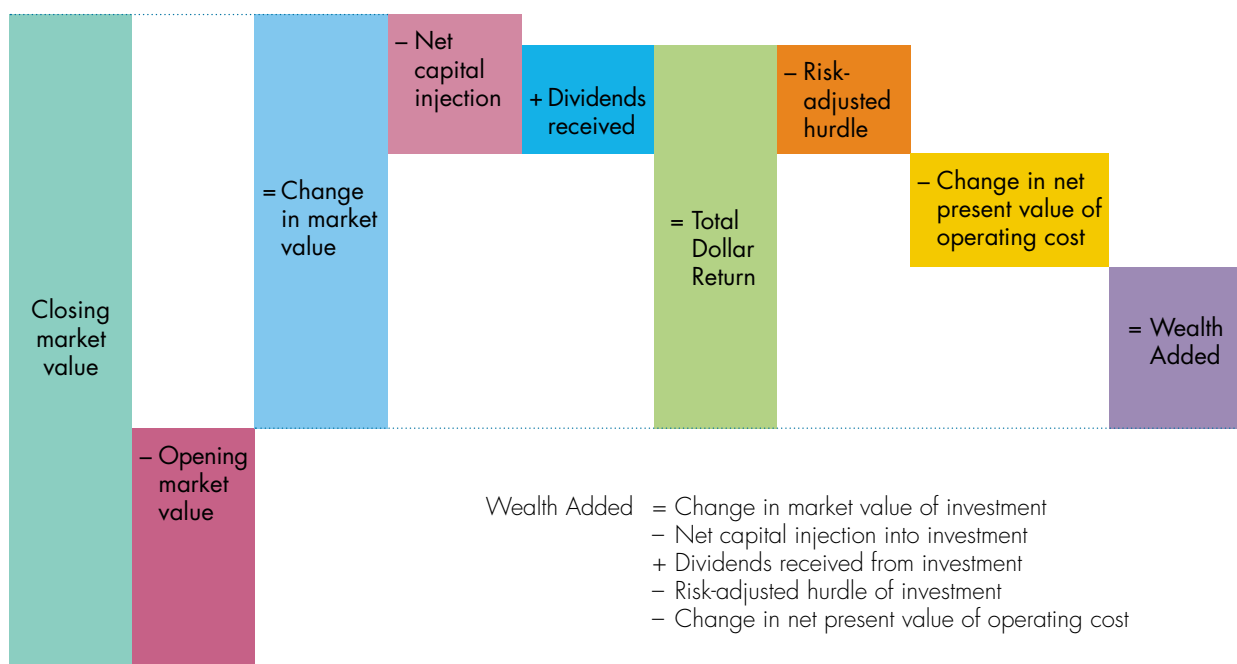 Closing
market
value
– Opening
market
value
= Change
in market
value
– Net
capital
injection
+ Dividends
received
= Total
Dollar
Return
– Risk-
adjusted
hurdle
– Change in net
present value of
operating cost
= Wealth
Added
Wealth Added = Change in market value of investment
– Net capital injection into investment
+ Dividends received from investment
– Risk-adjusted hurdle of investment
– Change in net present value of operating cost